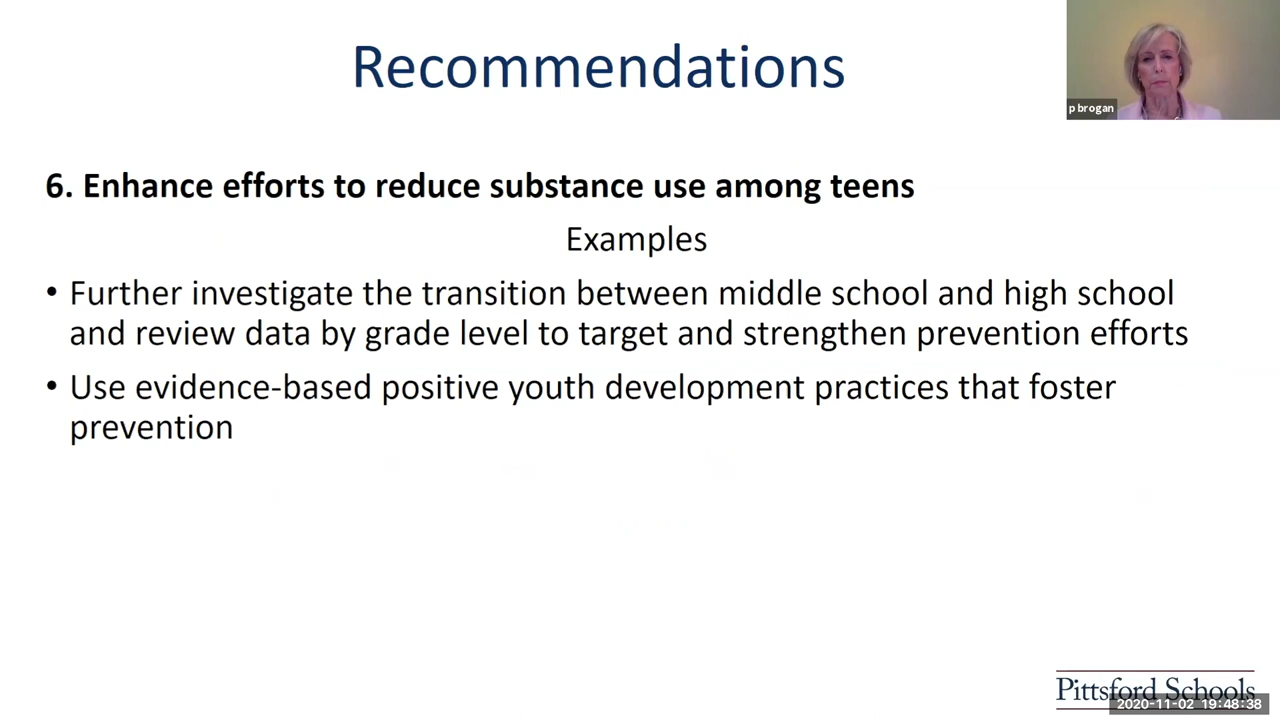 Recommendations
p brogan
6. Enhance efforts to reduce substance use among teens
Examples
• Further investigate the transition between middle school and high school
and review data by grade level to target and strengthen prevention efforts
• Use evidence-based positive youth development practices that foster
prevention
Pittsford Schools
2020-11-02 19:48:38